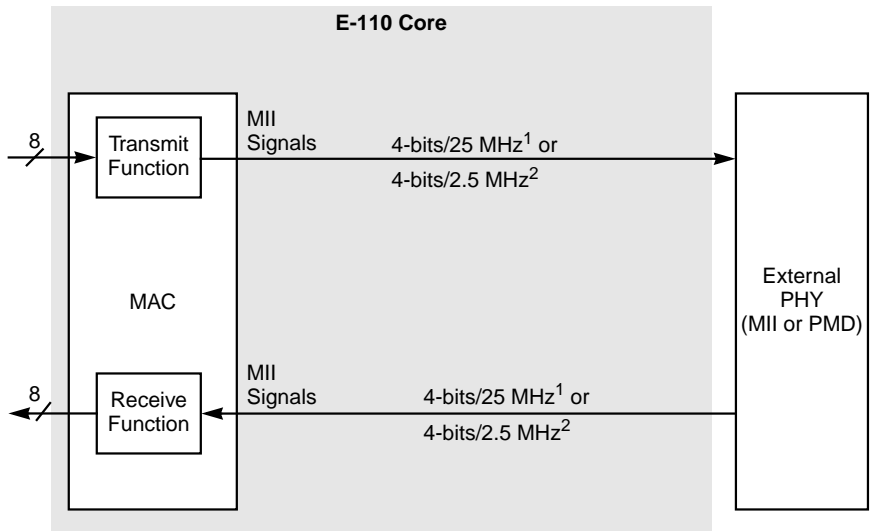 E-110 Core
MII
Signals
8
Transmit
Function
4-bits/25 MHz1 or
4-bits/2.5 MHz2
MAC
External
PHY
(MII or PMD)
MII
Signals
8
Receive
Function
4-bits/25 MHz1 or
4-bits/2.5 MHz2